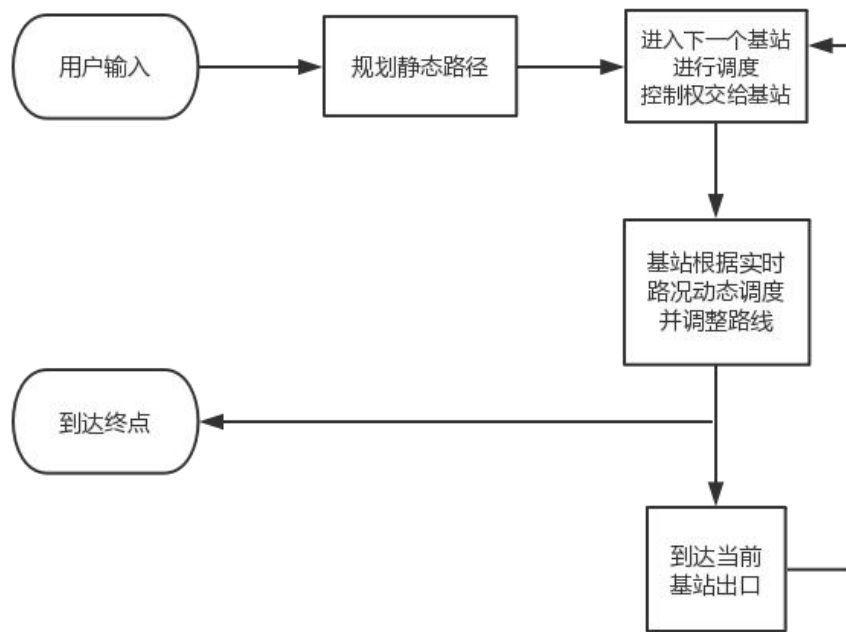 用户输入
规划静态路径
进入下一个基站
进行调度
控制权交给基站
基站根据实时
路况动态调度
并调整路线
到达终点
到达当前
基站出口